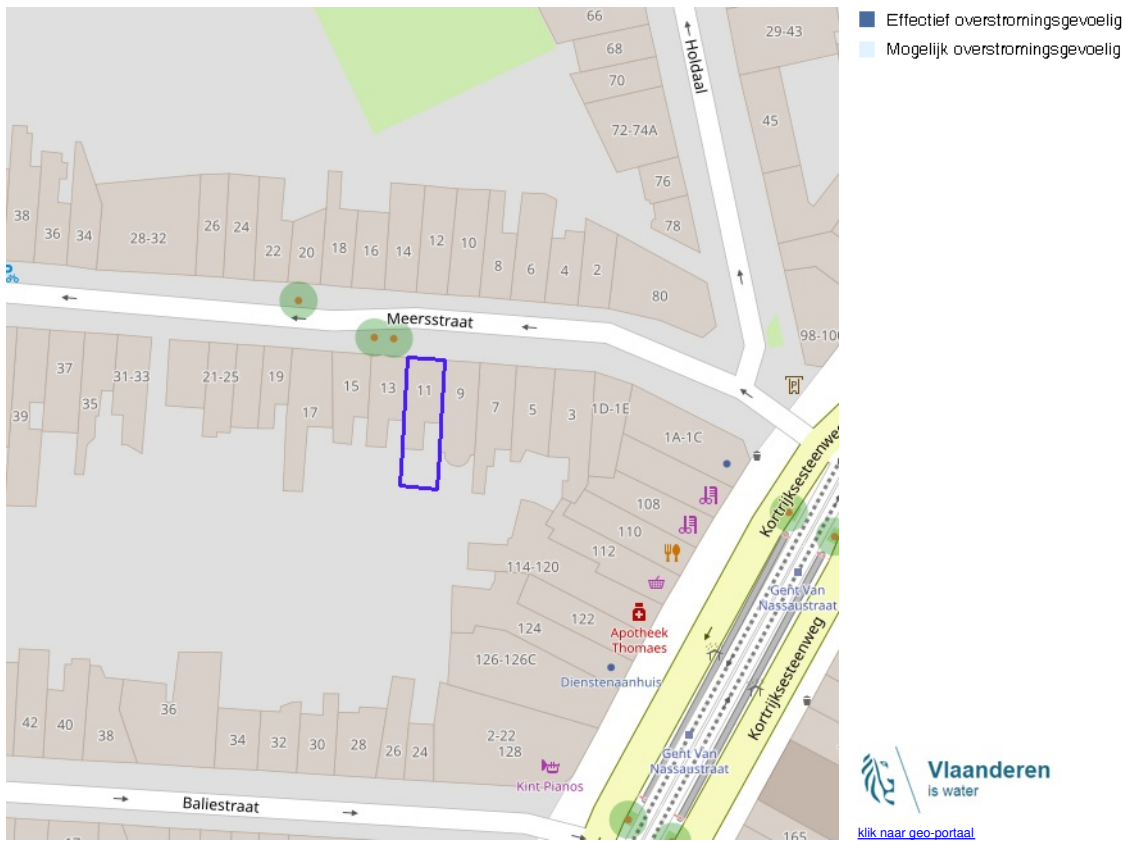 Effectief overstromingsgevoelig
Mogelijk overstromingsgevoelig
66
29-43
68
Holdaal
70
72-74A
45
76
78
38
36
34
28-32
26
24
22
20
18
16
14
12
10
8
6
4
2
80
Meersstraat
98-100
P
37
31-33
21-25
19
15
13
11
9
7
5
3
1D-1E
39
35
17
1A-1C
Kortrijksesteenweg
108
110
112
114-120
Gent Van
Nassaustraat
122
124
Apotheek
Thomaes
126-126C
Dienstenaanhuis
Kortrijksesteenweg
42
40
38
36
34
32
30
28
26
24
2-22
128
Gent Van
Nassaustraat
Kint Pianos
Baliestraat
165
Vlaanderen
is water
klik naar geo-portaal